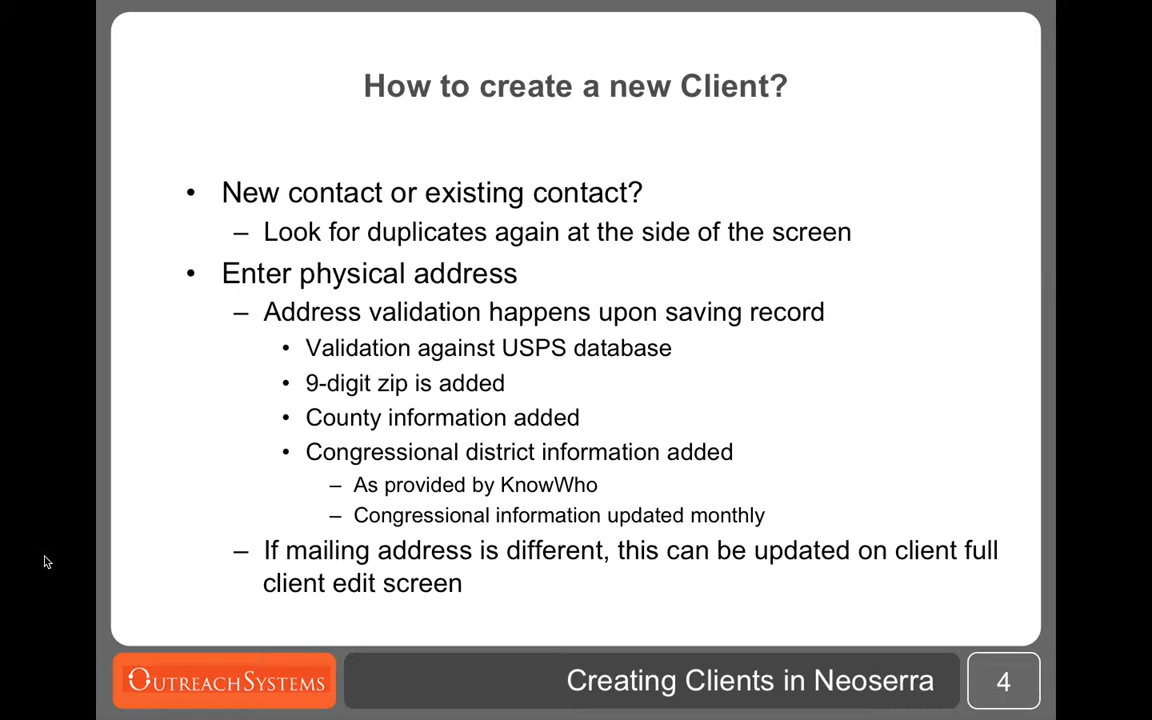 How to create a new Client?
• New contact or existing contact?
– Look for duplicates again at the side of the screen
• Enter physical address
– Address validation happens upon saving record
• Validation against USPS database
• 9-digit zip is added
• County information added
• Congressional district information added
– As provided by KnowWho
– Congressional information updated monthly
– If mailing address is different, this can be updated on client full
client edit screen
OUTREACHSYSTEMS
Creating Clients in Neoserra
4